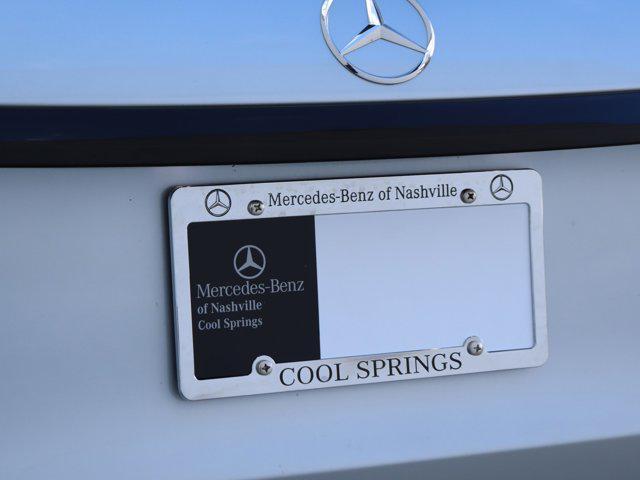 Mercedes-Benz of Nashville
Mercedes-Benz
of Nashville
Cool Springs
COOL SPRINGS